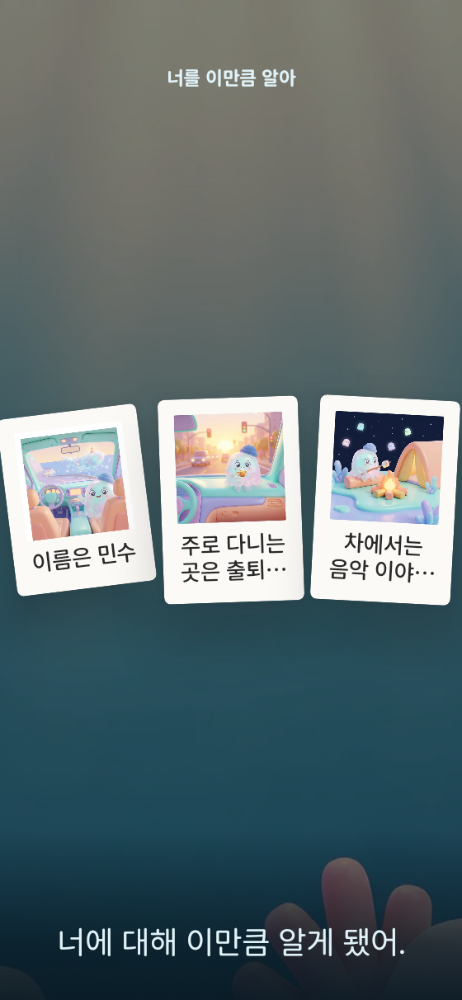 너를 이만큼 알아
이름은 민수
주로 다니는
곳은 출퇴…
차에서는
음악 이야…
너에 대해 이만큼 알게 됐어.